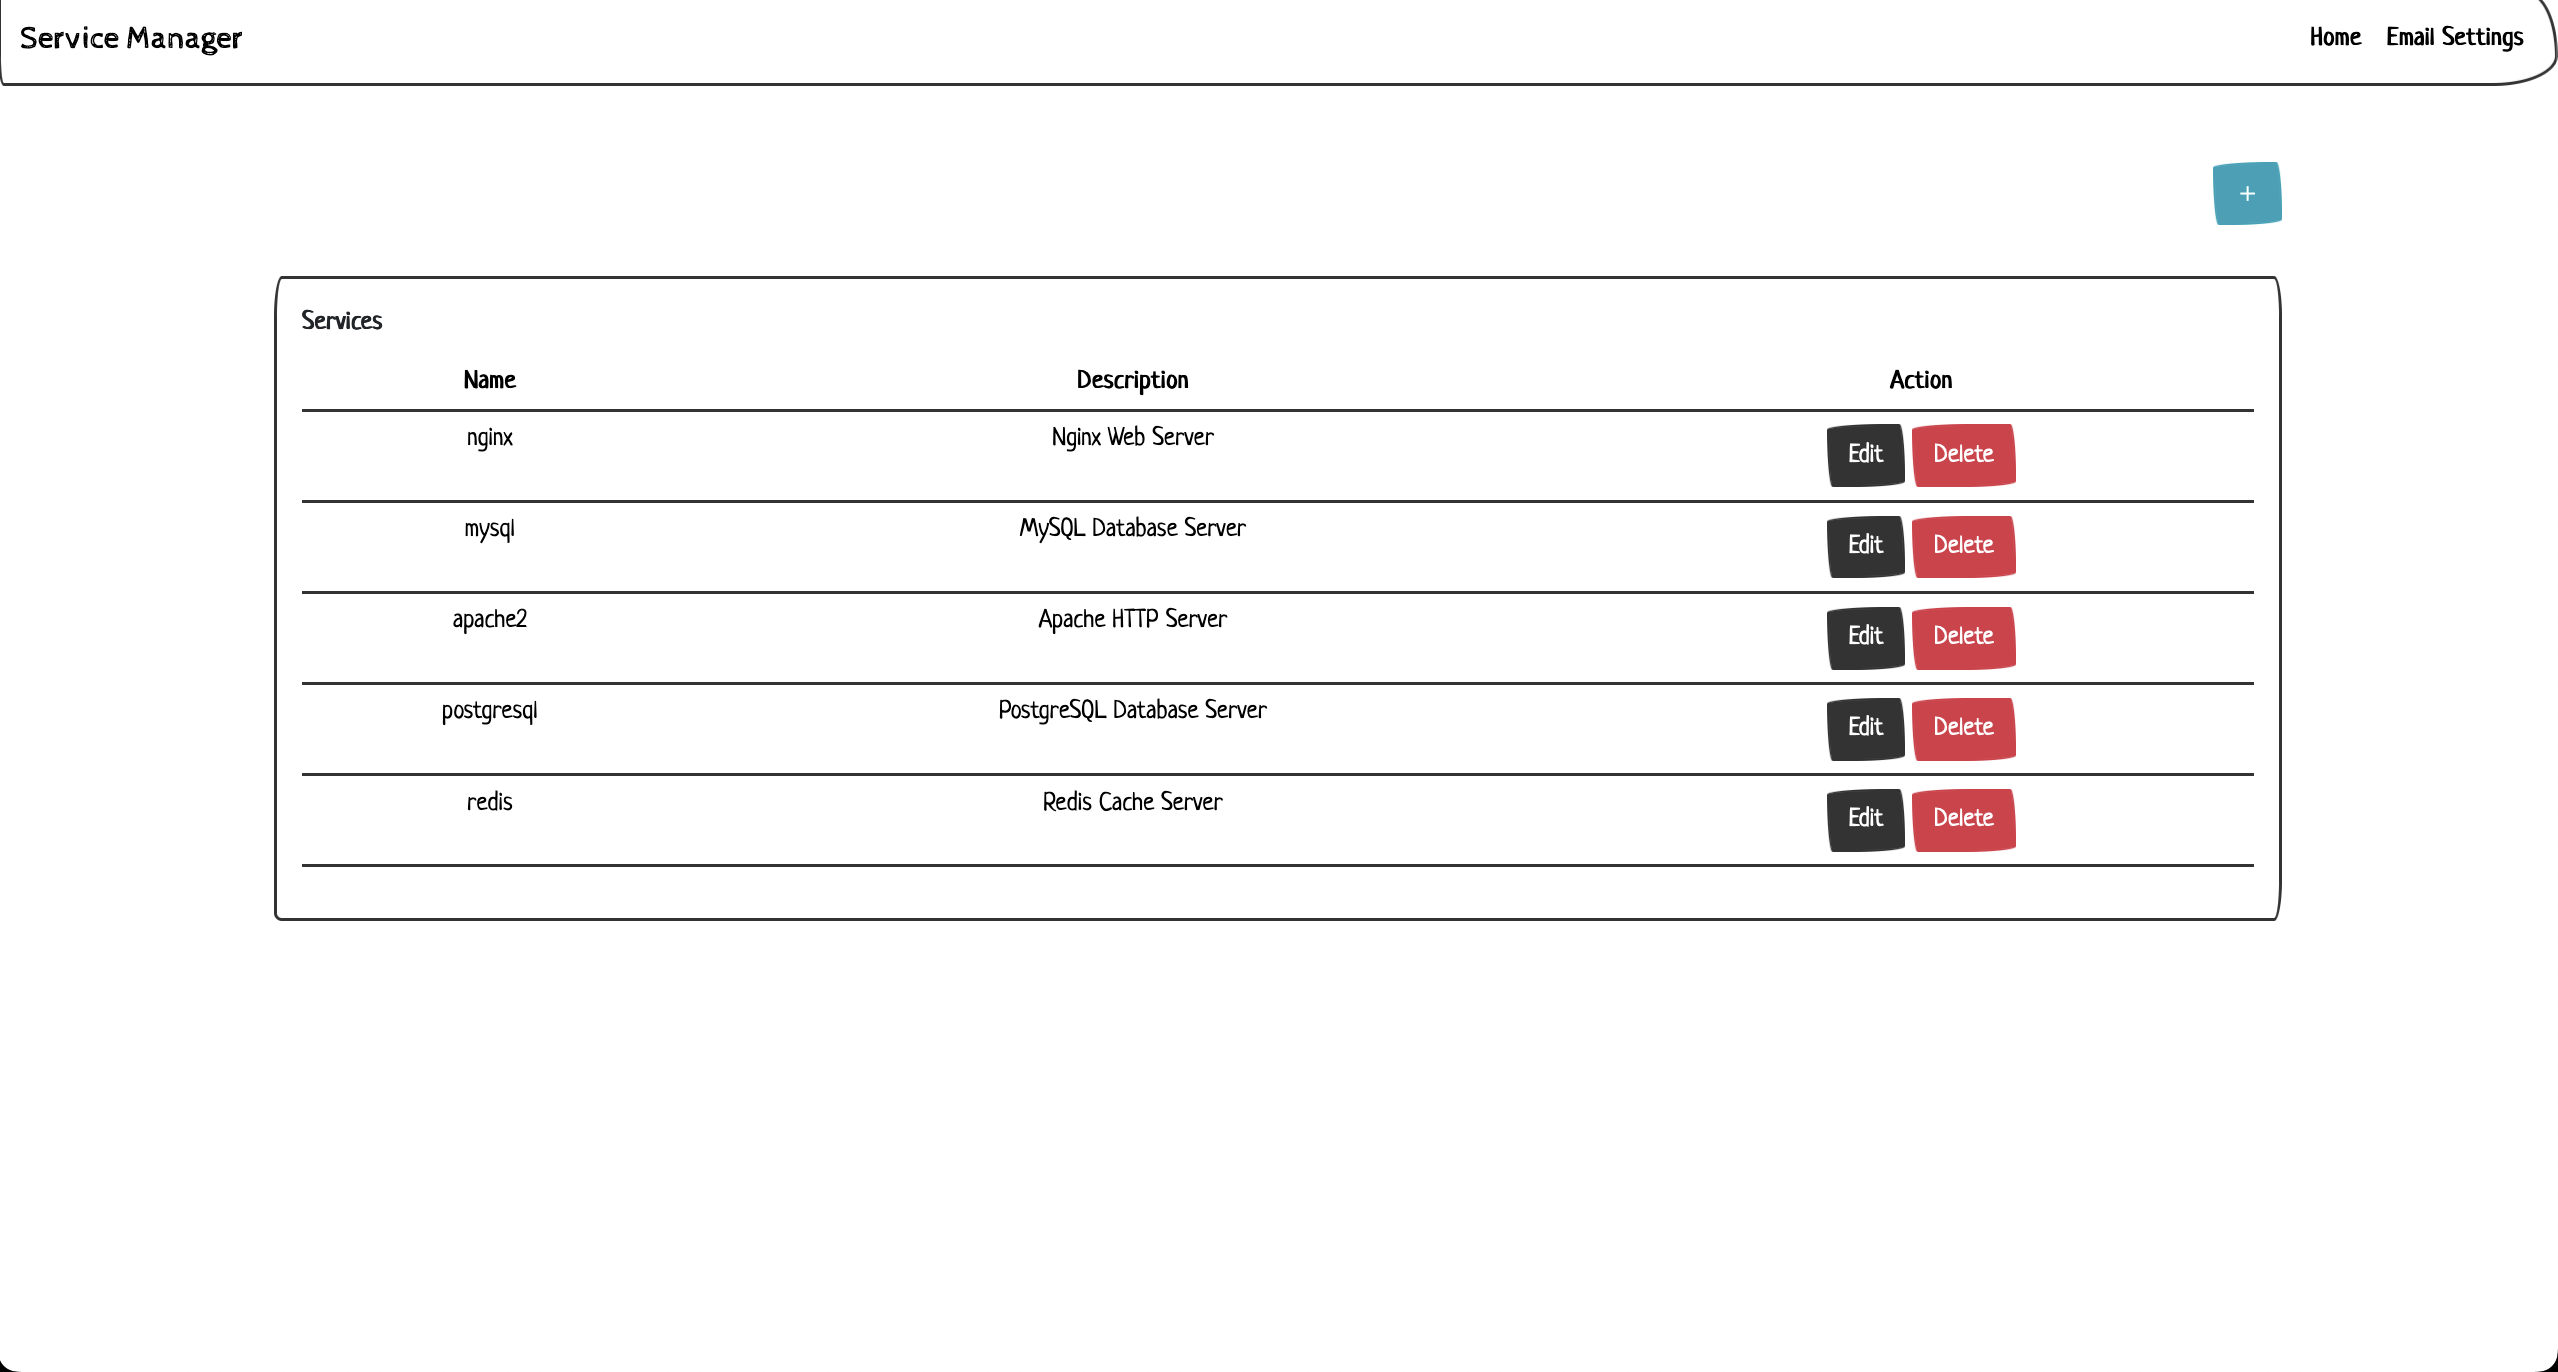 Service Manager Home Email Settings
+
Services
Name Description Action
nginx Nginx Web Server Edit Delete
mysql MySQL Database Server Edit Delete
apache2 Apache HTTP Server Edit Delete
postgresql PostgreSQL Database Server Edit Delete
redis Redis Cache Server Edit Delete